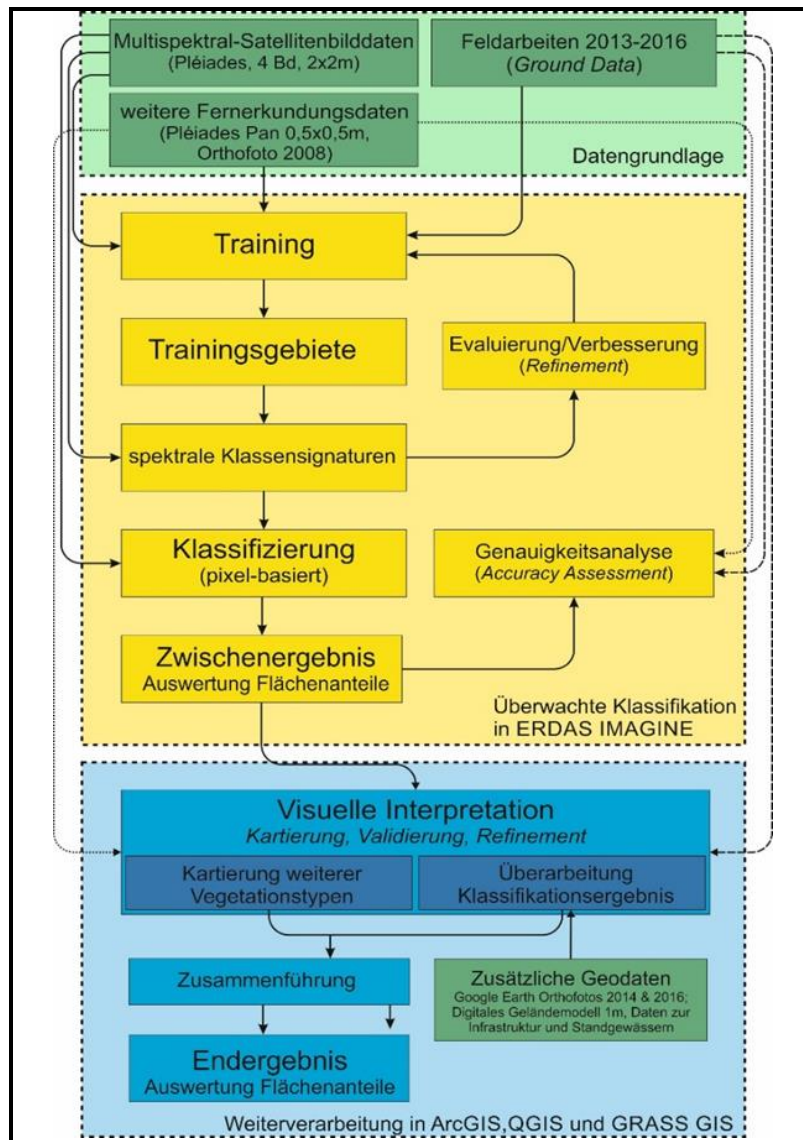 Multispektral-Satellitenbilddaten
(Pléiades, 4 Bd, 2x2m)
Feldarbeiten 2013-2016
(Ground Data)
weitere Fernerkundungsdaten
(Pléiades Pan 0,5x0,5m,
Orthofoto 2008)
Datengrundlage
Training
Trainingsgebiete
Evaluierung/Verbesserung
(Refinement)
spektrale Klassensignaturen
Klassifizierung
(pixel-basiert)
Genauigkeitsanalyse
(Accuracy Assessment)
Zwischenergebnis
Auswertung Flächenanteile
Überwachte Klassifikation
in ERDAS IMAGINE
Visuelle Interpretation
Kartierung, Validierung, Refinement
Kartierung weiterer
Vegetationstypen
Überarbeitung
Klassifikationsergebnis
Zusammenführung
Zusätzliche Geodaten
Google Earth Orthofotos 2014 & 2016;
Digitales Geländemodell 1m, Daten zur
Infrastruktur und Standgewässern
Endergebnis
Auswertung Flächenanteile
Weiterverarbeitung in ArcGIS,QGIS und GRASS GIS